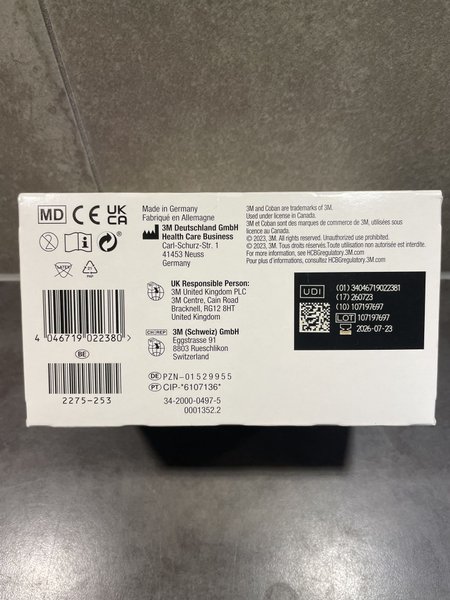 MD CE UK CA
Made in Germany
Fabriqué en Allemagne
3M Deutschland GmbH
Health Care Business
Carl-Schurz-Str. 1
41453 Neuss
Germany
3M and Coban are trademarks of 3M.
Used under license in Canada.
3M et Coban sont des marques de commerce de 3M, utilisées sous
licence au Canada.
© 2023, 3M. All rights reserved. Unauthorized use prohibited.
© 2023, 3M. Tous droits réservés.Toute utilisation non autorisée est interdite.
For more information, see HCBGregulatory.3M.com
Pour plus d'informations, consultez HCBGregulatory.3M.com
LATEX
21
PAP
4 046719 022380 >
BE
2275-253
UK Responsible Person:
3M United Kingdom PLC
3M Centre, Cain Road
Bracknell, RG12 8HT
United Kingdom
CH REP
3M (Schweiz) GmbH
Eggstrasse 91
8803 Rueschlikon
Switzerland
DE PZN-01529955
PT CIP-*6107136*
34-2000-0497-5
0001352.2
UDI
(01) 34046719022381
(17) 260723
(10) 107197697
LOT 107197697
2026-07-23